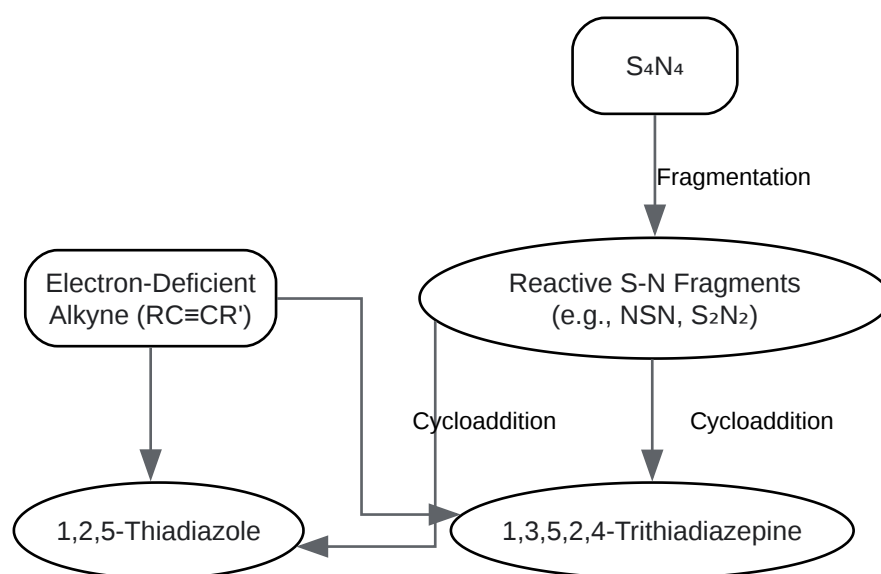 S₄N₄
Fragmentation
Electron-Deficient
Alkyne (RC≡CR')
Reactive S-N Fragments
(e.g., NSN, S₂N₂)
Cycloaddition
Cycloaddition
1,2,5-Thiadiazole
1,3,5,2,4-Trithiadiazepine